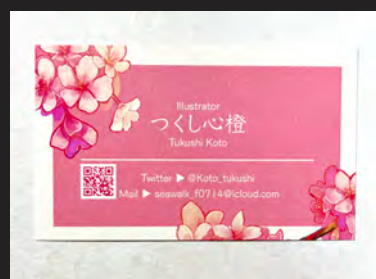 Illustrator
つくし心橙
Tukushi Koto
Twitter ▶ @Koto_tukushi
Mail ▶ seawalk_f0714@icloud.com